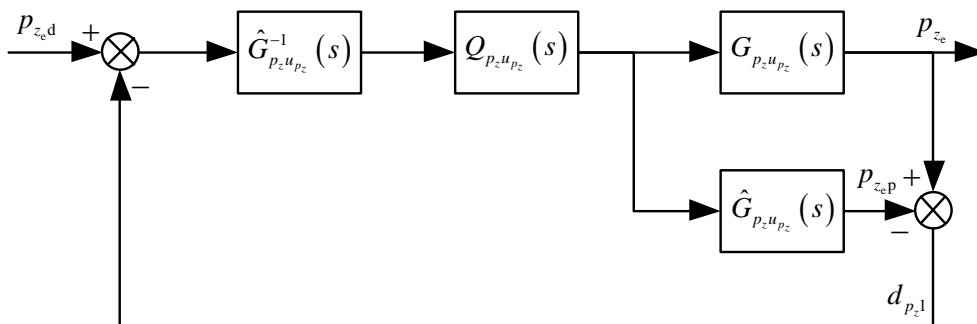 p_{z_e d}
+
−
Ĝ^{-1}_{p_z u_{p_z}}(s)
Q_{p_z u_{p_z}}(s)
G_{p_z u_{p_z}}(s)
p_{z_e}
Ĝ_{p_z u_{p_z}}(s)
p_{z_e p}
+
−
d_{p_z 1}